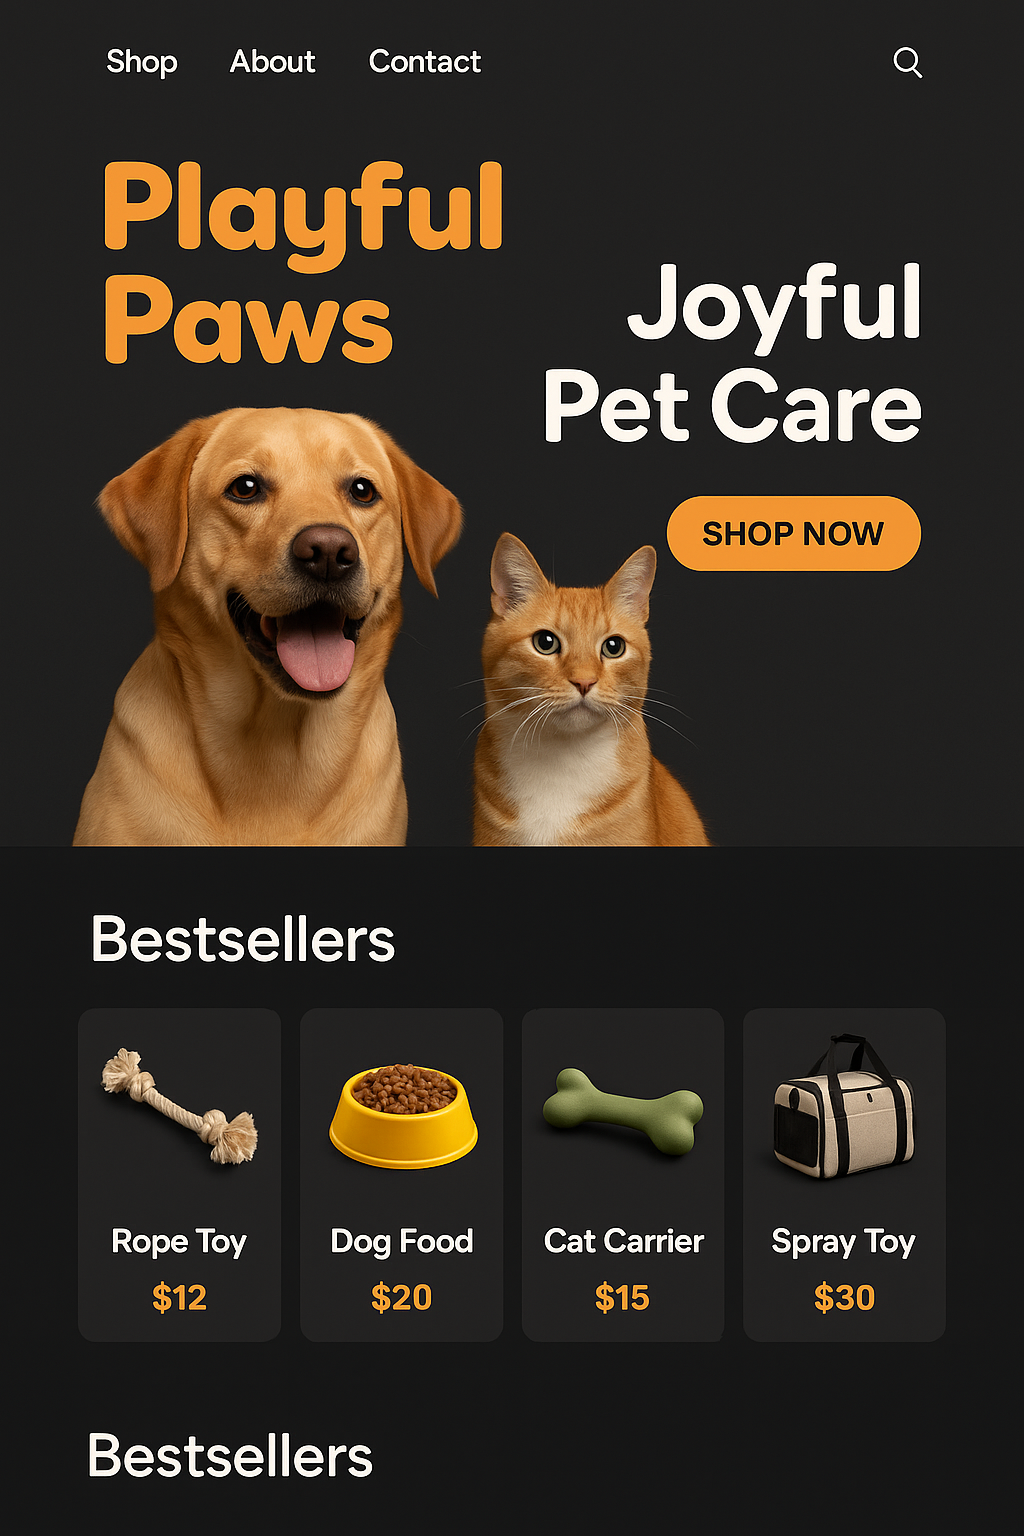 Shop About Contact
Playful
Paws
Joyful
Pet Care
SHOP NOW
Bestsellers
Rope Toy
$12
Dog Food
$20
Cat Carrier
$15
Spray Toy
$30
Bestsellers